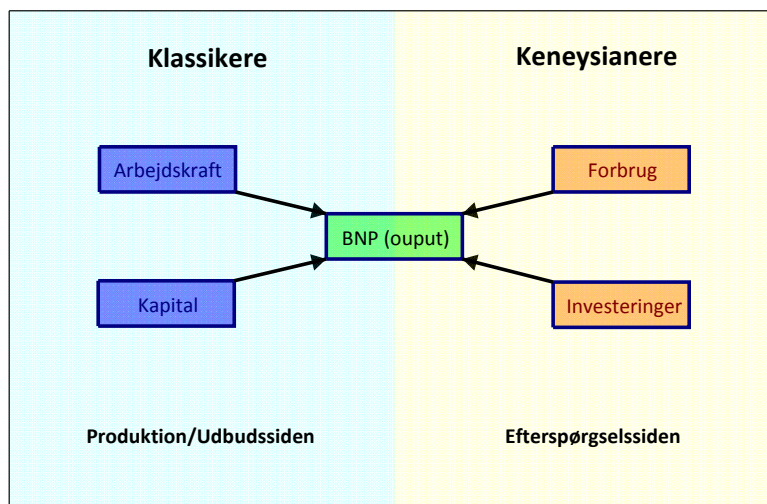 Klassikere
Keneysianere
Arbejdskraft
Forbrug
BNP (ouput)
Kapital
Investeringer
Produktion/Udbudssiden
Efterspørgselssiden